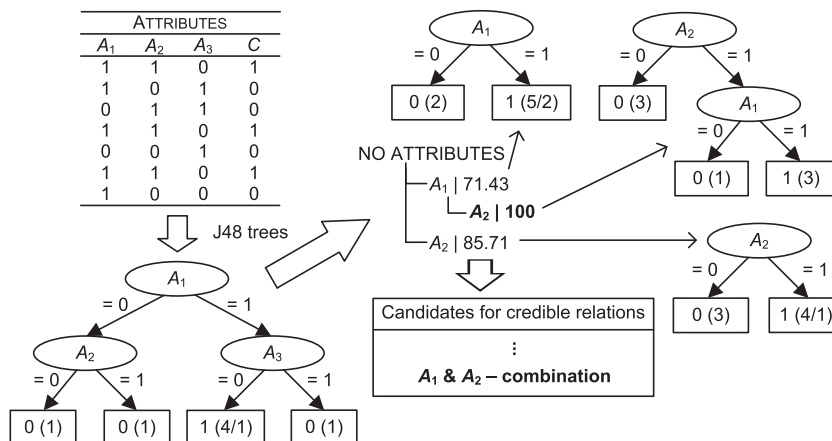 ATTRIBUTES
A1 A2 A3 C
1 1 0 1
1 0 1 0
0 1 1 0
1 1 0 1
0 0 1 0
1 1 0 1
1 0 0 0
J48 trees
A1
= 0 = 1
A2 A3
= 0 = 1 = 0 = 1
0 (1) 0 (1) 1 (4/1) 0 (1)
A1
= 0 = 1
0 (2) 1 (5/2)
A2
= 0 = 1
0 (3) A1
= 0 = 1
0 (1) 1 (3)
NO ATTRIBUTES
A1 | 71.43
A2 | 100
A2 | 85.71
A2
= 0 = 1
0 (3) 1 (4/1)
Candidates for credible relations
⋮
A1 & A2 – combination